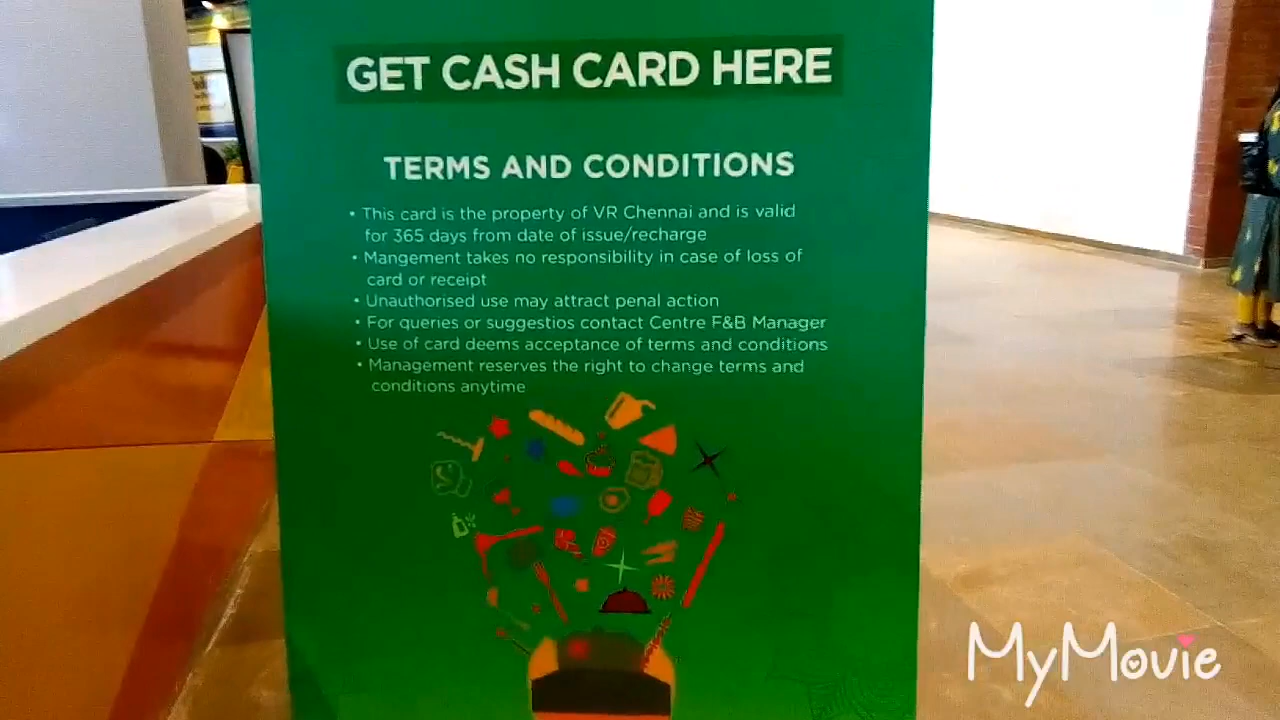 GET CASH CARD HERE
TERMS AND CONDITIONS
• This card is the property of VR Chennai and is valid
for 365 days from date of issue/recharge
• Mangement takes no responsibility in case of loss of
card or receipt
• Unauthorised use may attract penal action
• For queries or suggestios contact Centre F&B Manager
• Use of card deems acceptance of terms and conditions
• Management reserves the right to change terms and
conditions anytime
MyMovie